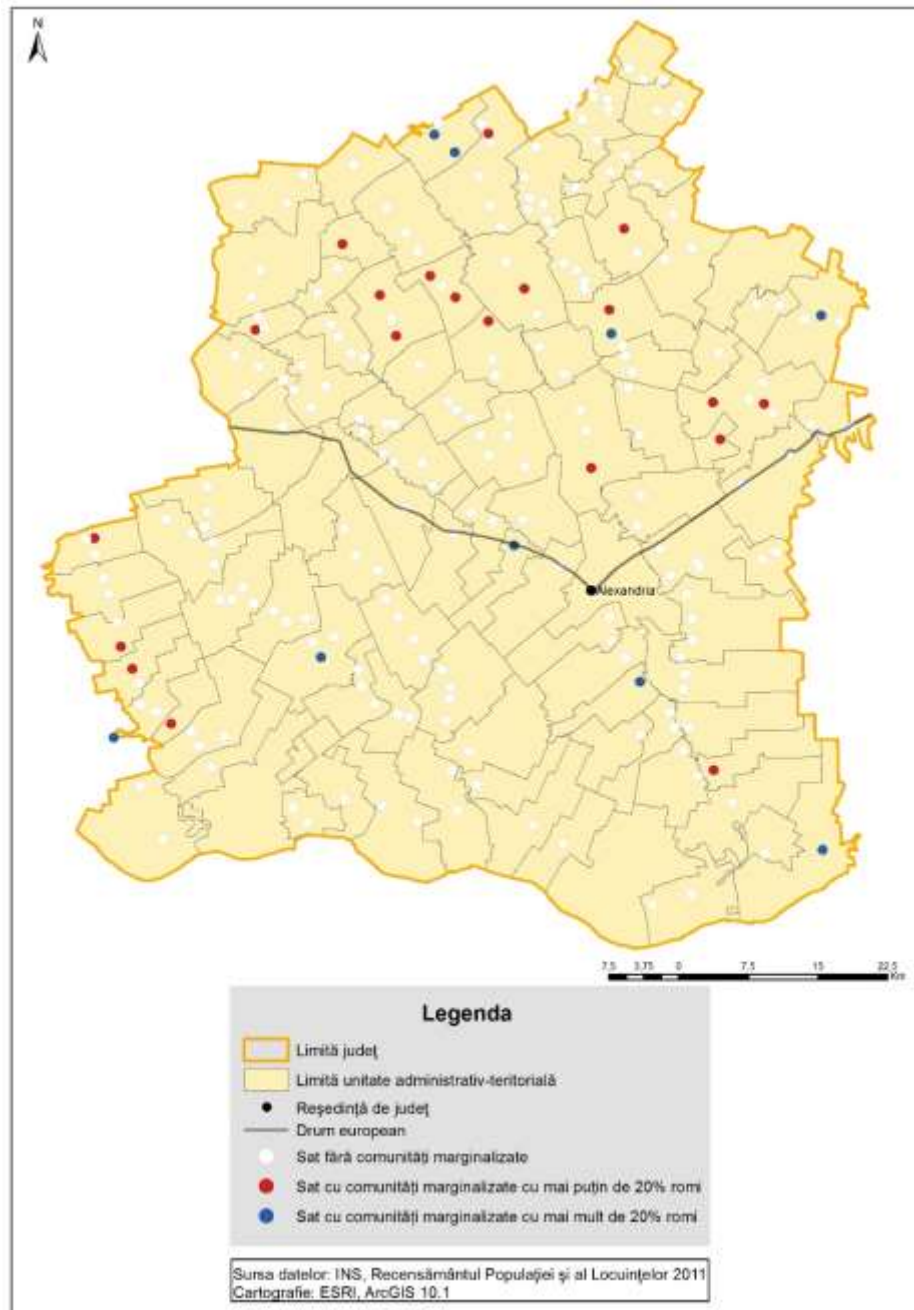 N
Alexandria
7,5 3,75 0 7,5 15 22,5
Km
Legenda
Limită județ
Limită unitate administrativ-teritorială
Reședință de județ
Drum european
Sat fără comunități marginalizate
Sat cu comunități marginalizate cu mai puțin de 20% romi
Sat cu comunități marginalizate cu mai mult de 20% romi
Sursa datelor: INS, Recensământul Populației și al Locuințelor 2011
Cartografie: ESRI, ArcGIS 10.1